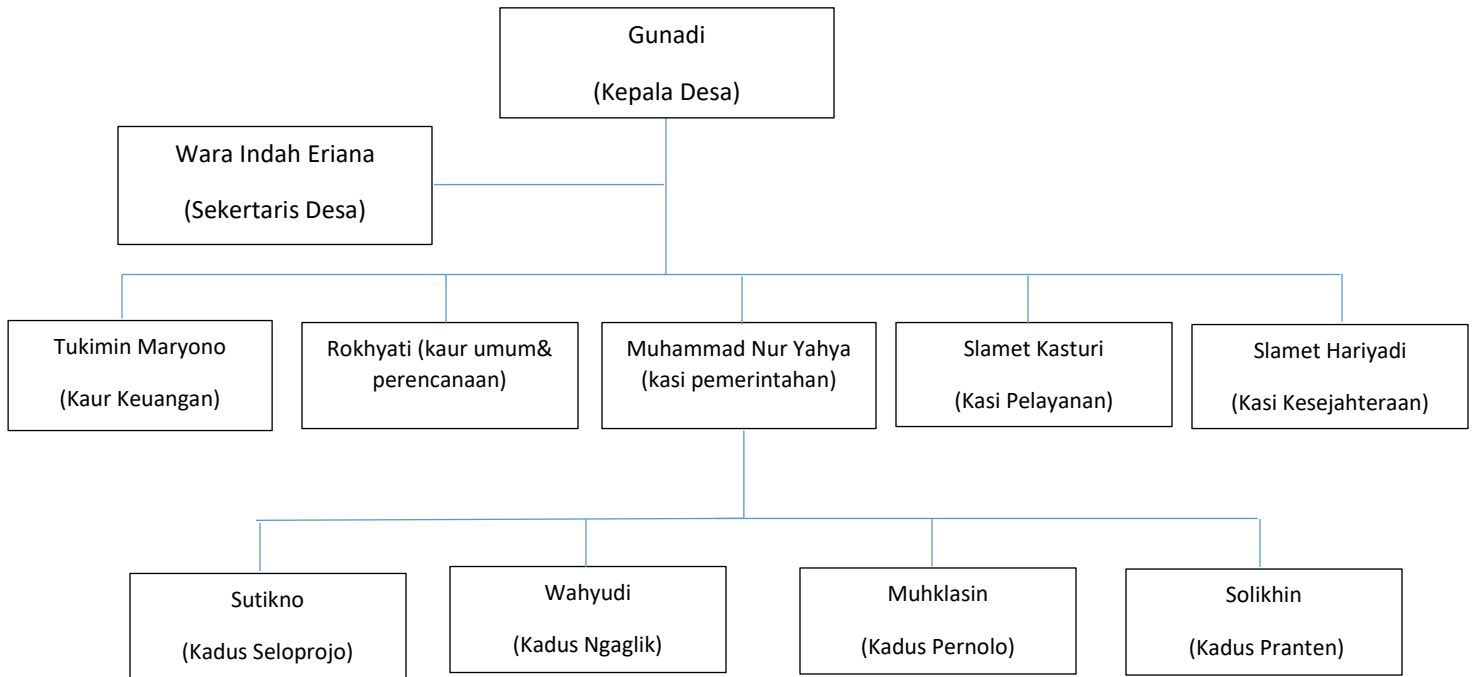 Gunadi
(Kepala Desa)
Wara Indah Eriana
(Sekertaris Desa)
Tukimin Maryono
(Kaur Keuangan)
Rokhyati (kaur umum&
perencanaan)
Muhammad Nur Yahya
(kasi pemerintahan)
Slamet Kasturi
(Kasi Pelayanan)
Slamet Hariyadi
(Kasi Kesejahteraan)
Sutikno
(Kadus Seloprojo)
Wahyudi
(Kadus Ngaglik)
Muhklasin
(Kadus Pernolo)
Solikhin
(Kadus Pranten)